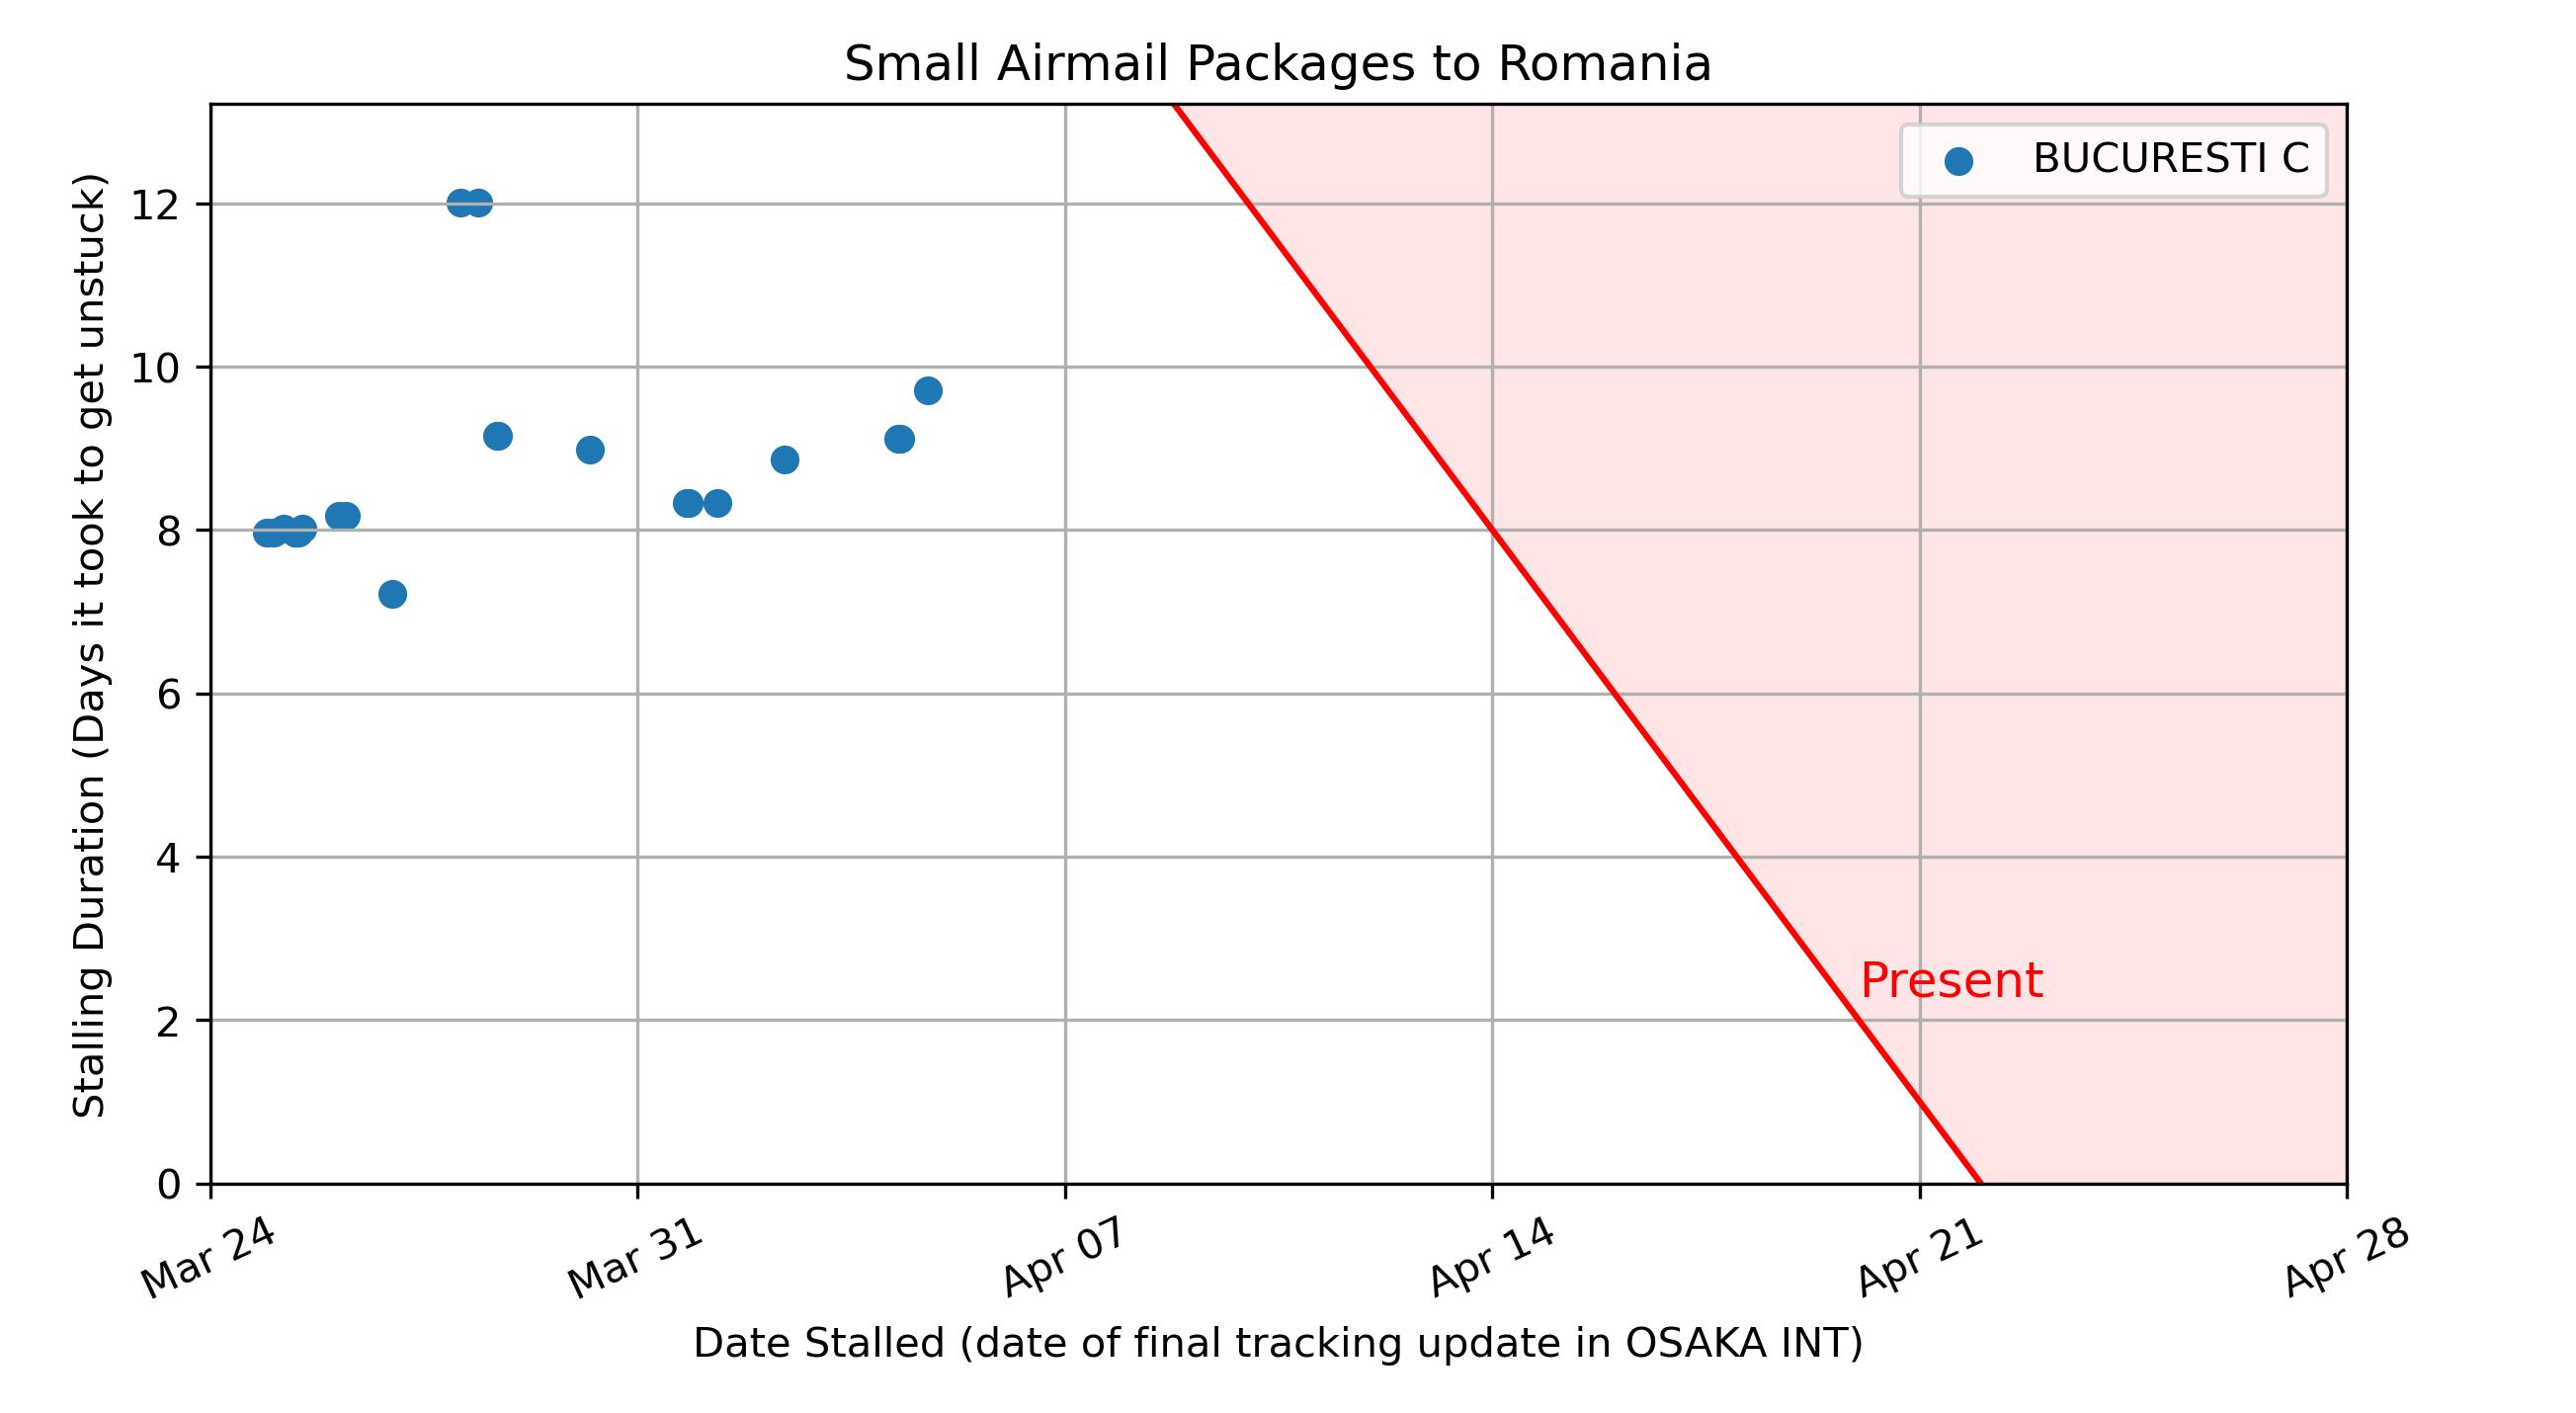 Small Airmail Packages to Romania
BUCURESTI C
Stalling Duration (Days it took to get unstuck)
12
10
8
6
4
2
0
Present
Mar 24
Mar 31
Apr 07
Apr 14
Apr 21
Apr 28
Date Stalled (date of final tracking update in OSAKA INT)